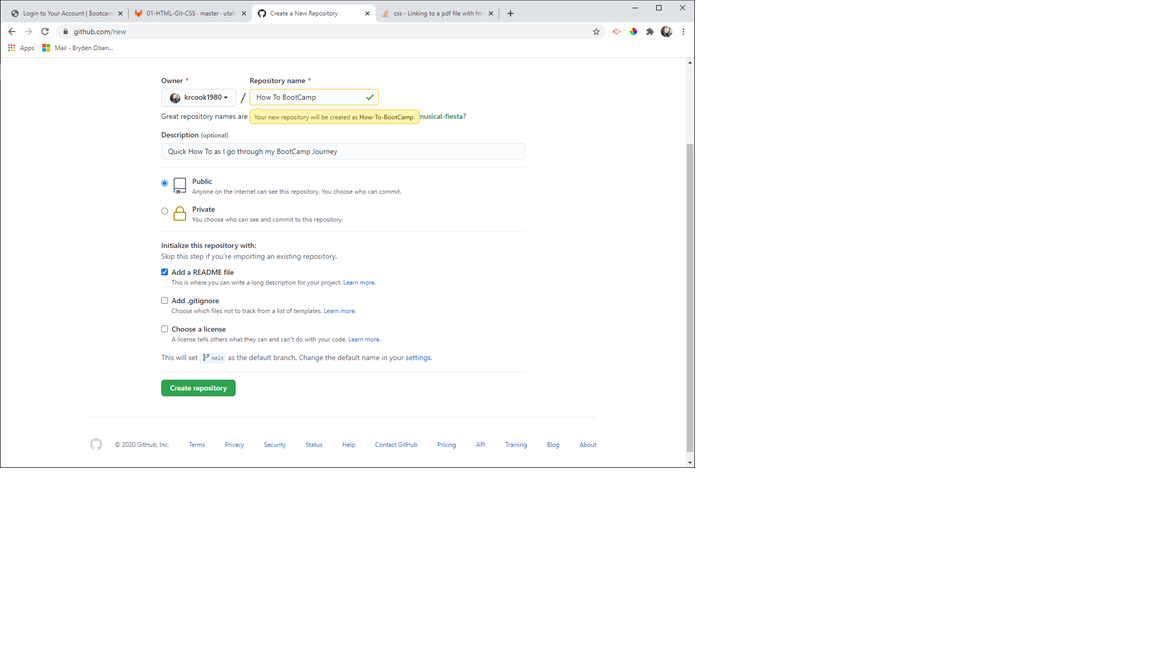 Login to Your Account | Bootcam
01-HTML-Git-CSS · master · utah
Create a New Repository
css - Linking to a pdf file with ht
github.com/new
Apps
Mail - Bryden Olsen...
Owner *
Repository name *
krcook1980
/
How To BootCamp
Great repository names are
Your new repository will be created as How-To-BootCamp.
musical-fiesta?
Description (optional)
Quick How To as I go through my BootCamp Journey
Public
Anyone on the internet can see this repository. You choose who can commit.
Private
You choose who can see and commit to this repository.
Initialize this repository with:
Skip this step if you're importing an existing repository.
Add a README file
This is where you can write a long description for your project. Learn more.
Add .gitignore
Choose which files not to track from a list of templates. Learn more.
Choose a license
A license tells others what they can and can't do with your code. Learn more.
This will set main as the default branch. Change the default name in your settings.
Create repository
© 2020 GitHub, Inc.
Terms
Privacy
Security
Status
Help
Contact GitHub
Pricing
API
Training
Blog
About